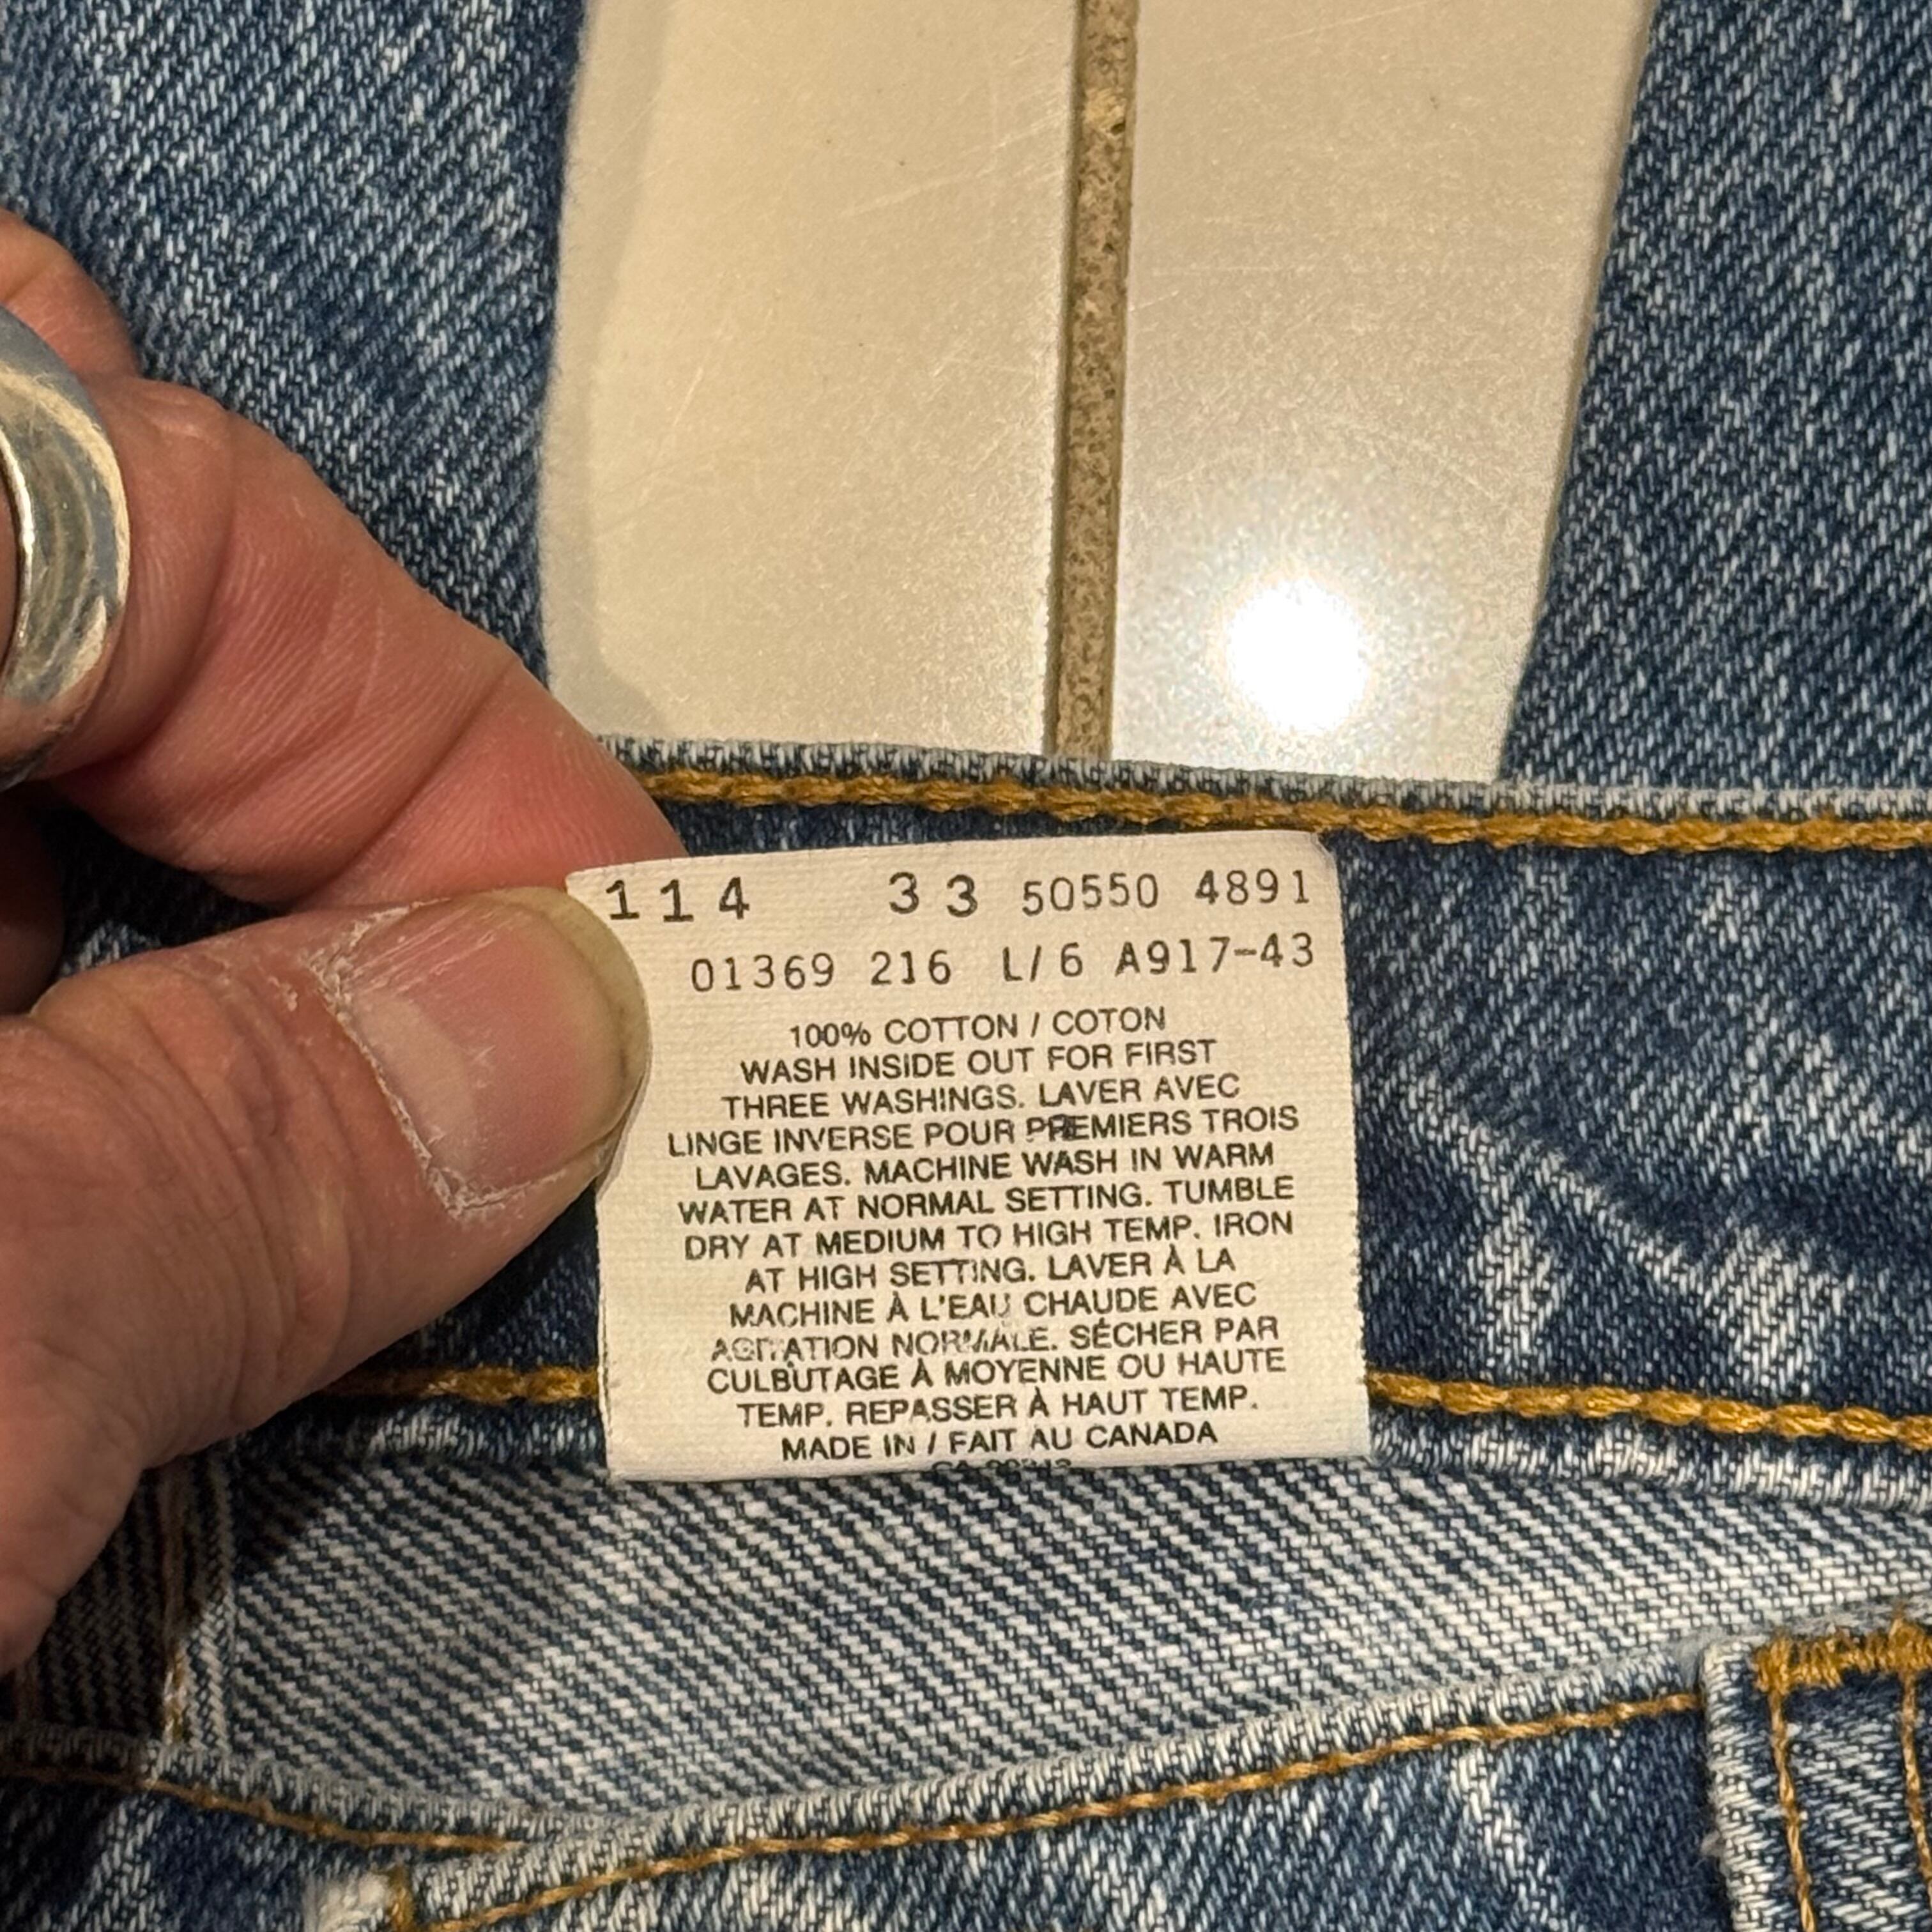 114 33 50550 4891
01369 216 L/6 A917-43
100% COTTON / COTON
WASH INSIDE OUT FOR FIRST
THREE WASHINGS. LAVER AVEC
LINGE INVERSE POUR PREMIERS TROIS
LAVAGES. MACHINE WASH IN WARM
WATER AT NORMAL SETTING. TUMBLE
DRY AT MEDIUM TO HIGH TEMP. IRON
AT HIGH SETTING. LAVER À LA
MACHINE À L'EAU CHAUDE AVEC
AGITATION NORMALE. SÉCHER PAR
CULBUTAGE À MOYENNE OU HAUTE
TEMP. REPASSER À HAUT TEMP.
MADE IN / FAIT AU CANADA